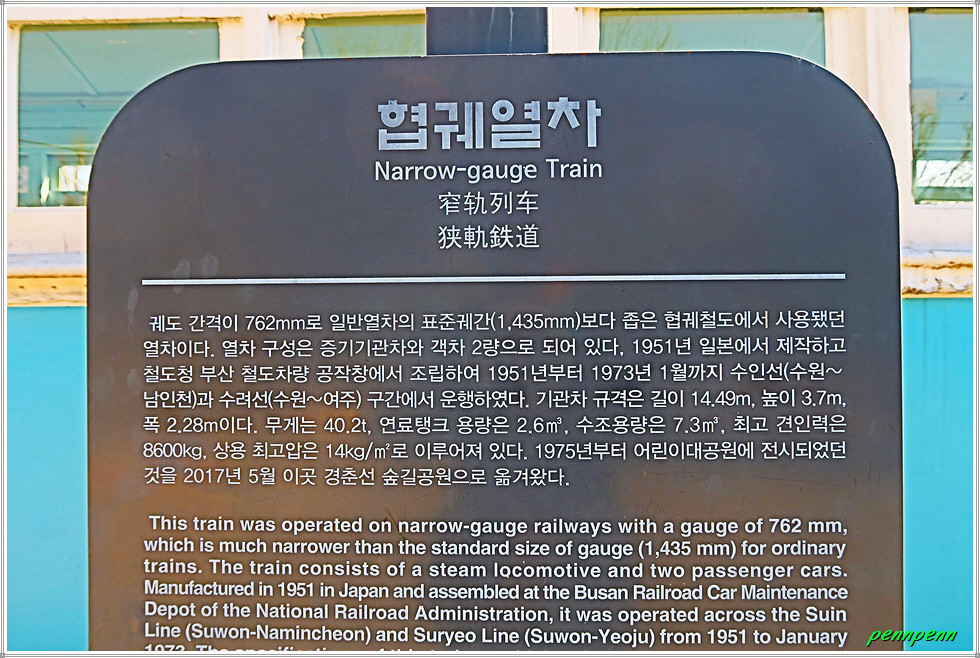 협궤열차
Narrow-gauge Train
窄轨列车
狭軌鉄道
궤도 간격이 762mm로 일반열차의 표준궤간(1,435mm)보다 좁은 협궤철도에서 사용됐던
열차이다. 열차 구성은 증기기관차와 객차 2량으로 되어 있다, 1951년 일본에서 제작하고
철도청 부산 철도차량 공작창에서 조립하여 1951년부터 1973년 1월까지 수인선(수원~
남인천)과 수려선(수원~여주) 구간에서 운행하였다. 기관차 규격은 길이 14.49m, 높이 3.7m,
폭 2.28m이다. 무게는 40.2t, 연료탱크 용량은 2.6㎥, 수조용량은 7.3㎥, 최고 견인력은
8600kg, 상용 최고압은 14kg/㎡로 이루어져 있다. 1975년부터 어린이대공원에 전시되었던
것을 2017년 5월 이곳 경춘선 숲길공원으로 옮겨왔다.
This train was operated on narrow-gauge railways with a gauge of 762 mm,
which is much narrower than the standard size of gauge (1,435 mm) for ordinary
trains. The train consists of a steam locomotive and two passenger cars.
Manufactured in 1951 in Japan and assembled at the Busan Railroad Car Maintenance
Depot of the National Railroad Administration, it was operated across the Suin
Line (Suwon-Namincheon) and Suryeo Line (Suwon-Yeoju) from 1951 to January
1973. The
pennpenn